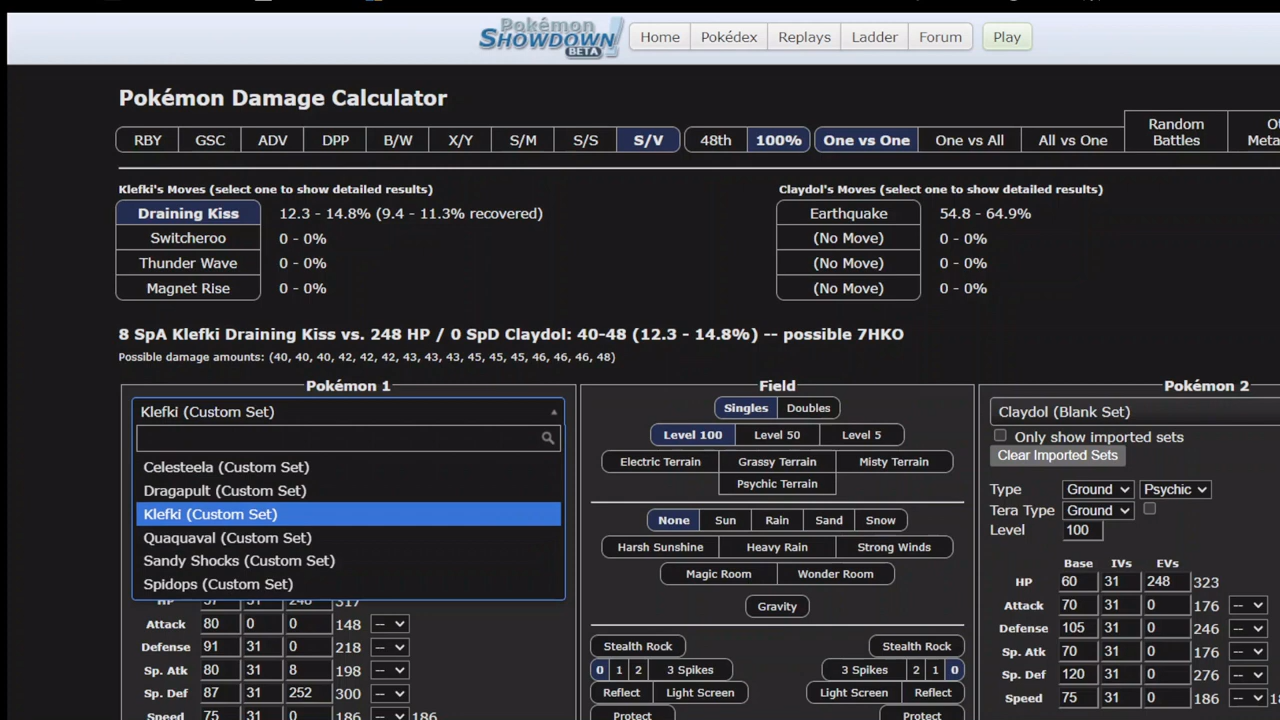 Pokémon
SHOWDOWN!
BETA
Home Pokédex Replays Ladder Forum Play
Pokémon Damage Calculator
RBY GSC ADV DPP B/W X/Y S/M S/S S/V 48th 100% One vs One One vs All All vs One Random Battles
Klefki's Moves (select one to show detailed results) Claydol's Moves (select one to show detailed results)
Draining Kiss 12.3 - 14.8% (9.4 - 11.3% recovered) Earthquake 54.8 - 64.9%
Switcheroo 0 - 0% (No Move) 0 - 0%
Thunder Wave 0 - 0% (No Move) 0 - 0%
Magnet Rise 0 - 0% (No Move) 0 - 0%
8 SpA Klefki Draining Kiss vs. 248 HP / 0 SpD Claydol: 40-48 (12.3 - 14.8%) -- possible 7HKO
Possible damage amounts: (40, 40, 40, 42, 42, 42, 43, 43, 43, 45, 45, 45, 46, 46, 46, 48)
Pokémon 1
Klefki (Custom Set)
Celesteela (Custom Set)
Dragapult (Custom Set)
Klefki (Custom Set)
Quaquaval (Custom Set)
Sandy Shocks (Custom Set)
Spidops (Custom Set)
HP 57 31 248 317
Attack 80 0 0 148 --
Defense 91 31 0 218 --
Sp. Atk 80 31 8 198 --
Sp. Def 87 31 252 300 --
Speed 75 31 0 186 -- 186
Field
Singles Doubles
Level 100 Level 50 Level 5
Electric Terrain Grassy Terrain Misty Terrain
Psychic Terrain
None Sun Rain Sand Snow
Harsh Sunshine Heavy Rain Strong Winds
Magic Room Wonder Room
Gravity
Stealth Rock Stealth Rock
0 1 2 3 Spikes 3 Spikes 2 1 0
Reflect Light Screen Light Screen Reflect
Protect Protect
Pokémon 2
Claydol (Blank Set)
Only show imported sets
Clear Imported Sets
Type Ground Psychic
Tera Type Ground
Level 100
Base IVs EVs
HP 60 31 248 323
Attack 70 31 0 176 --
Defense 105 31 0 246 --
Sp. Atk 70 31 0 176 --
Sp. Def 120 31 0 276 --
Speed 75 31 0 186 --